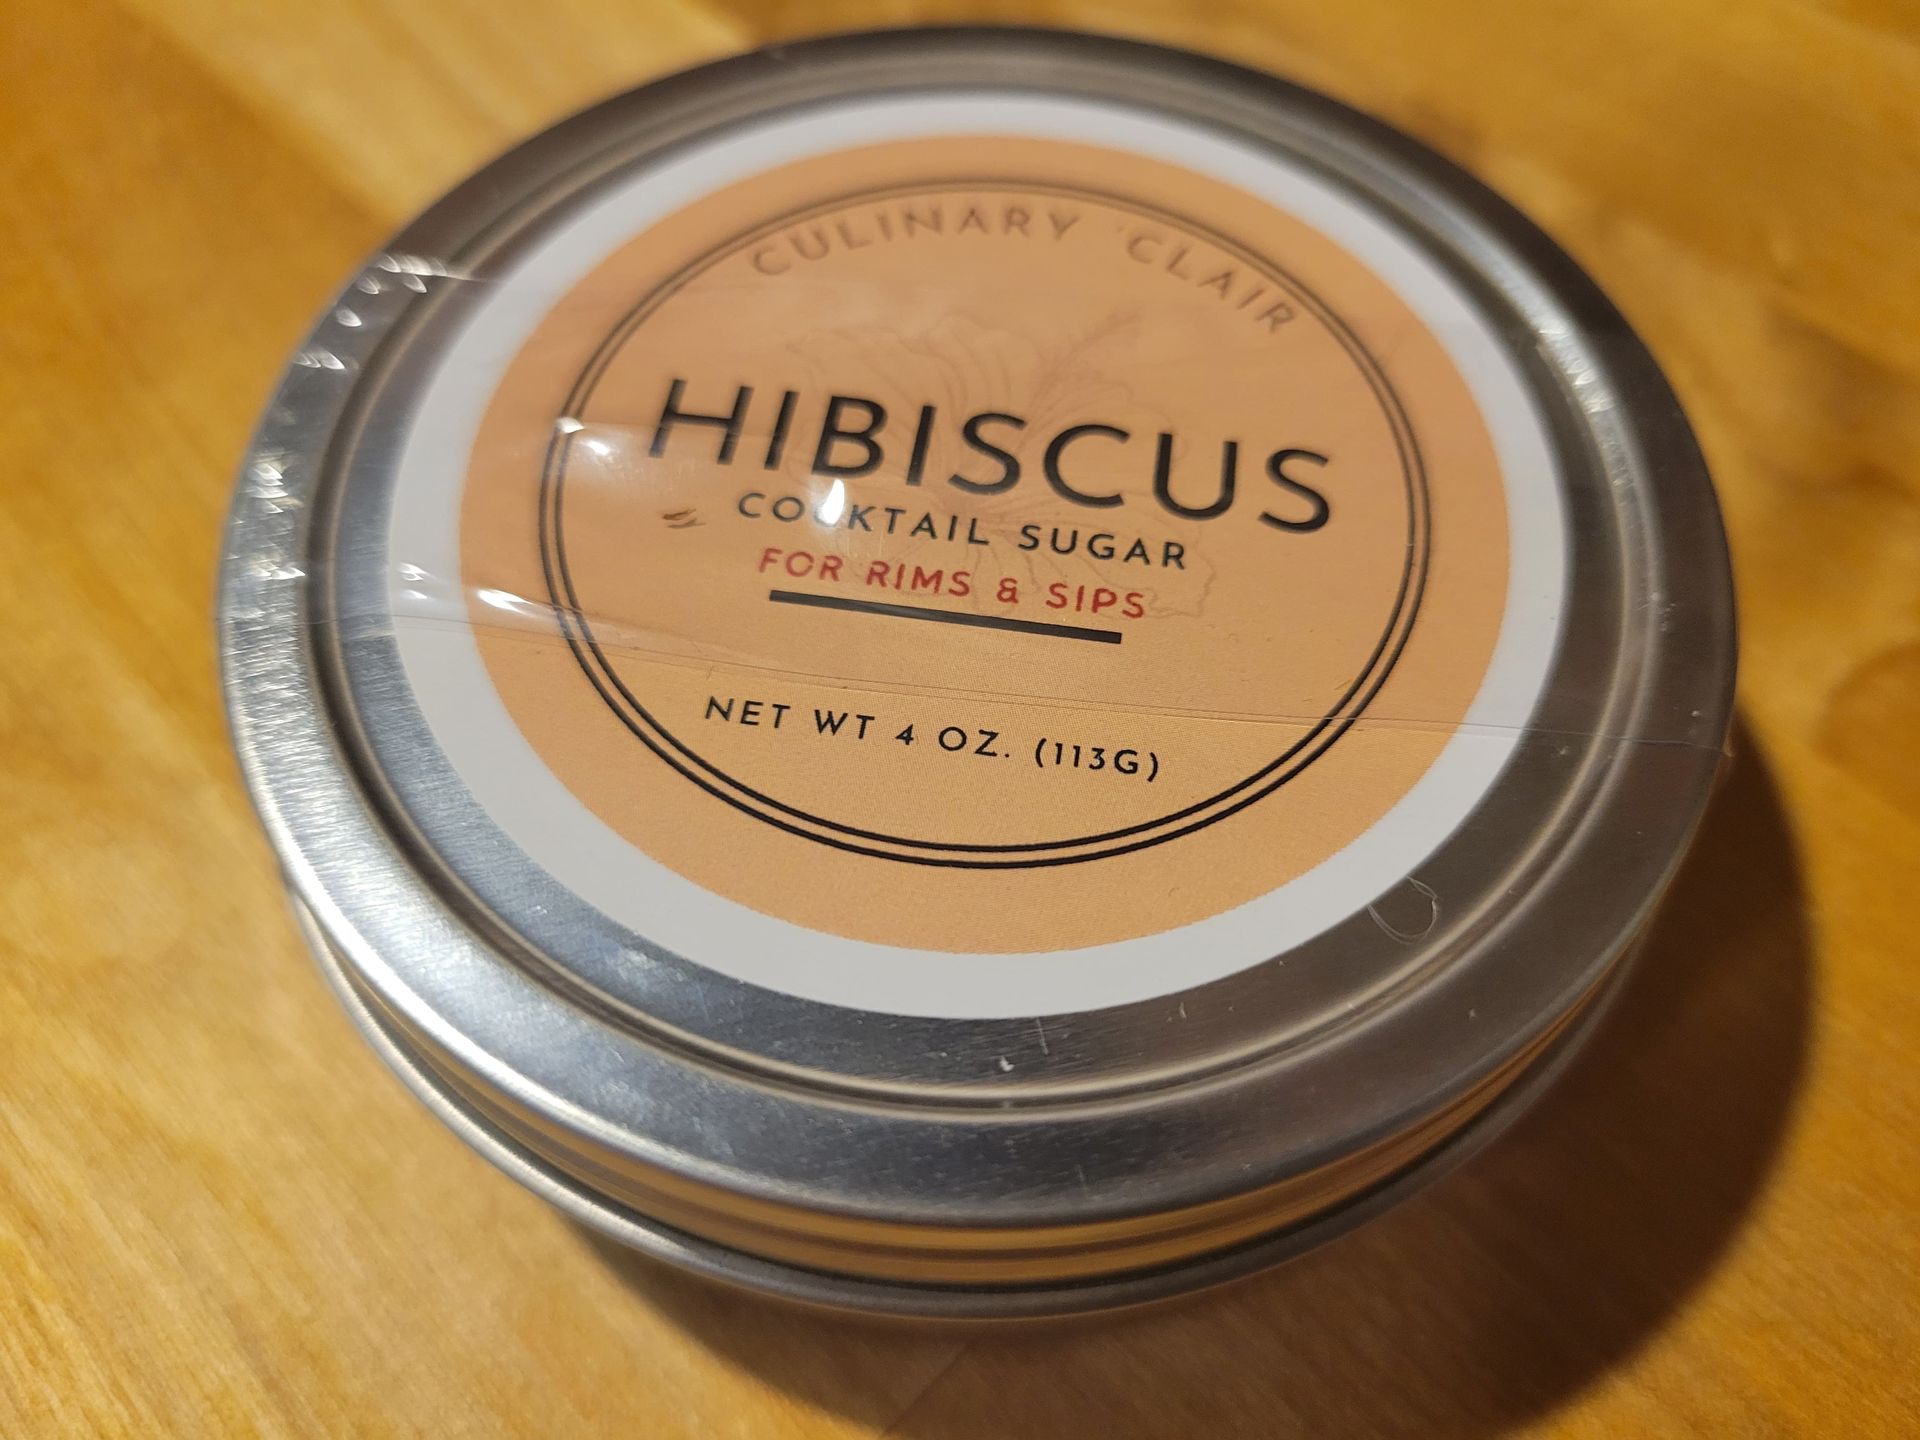 CULINARY 'CLAIR
HIBISCUS
COCKTAIL SUGAR
FOR RIMS & SIPS
NET WT 4 OZ. (113G)